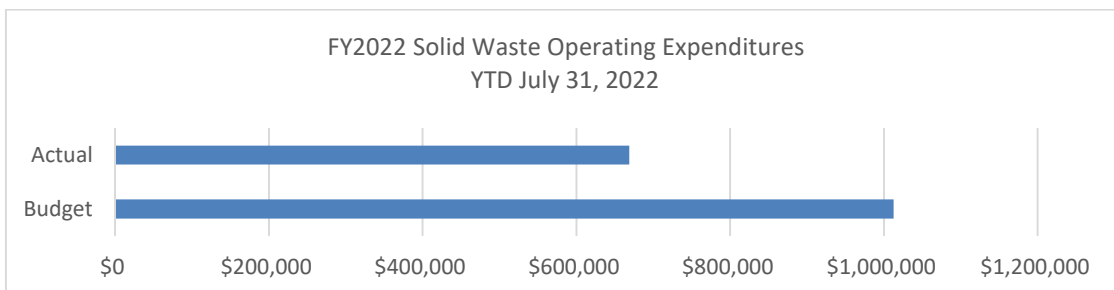 FY2022 Solid Waste Operating Expenditures
YTD July 31, 2022
Actual
Budget
$0 $200,000 $400,000 $600,000 $800,000 $1,000,000 $1,200,000